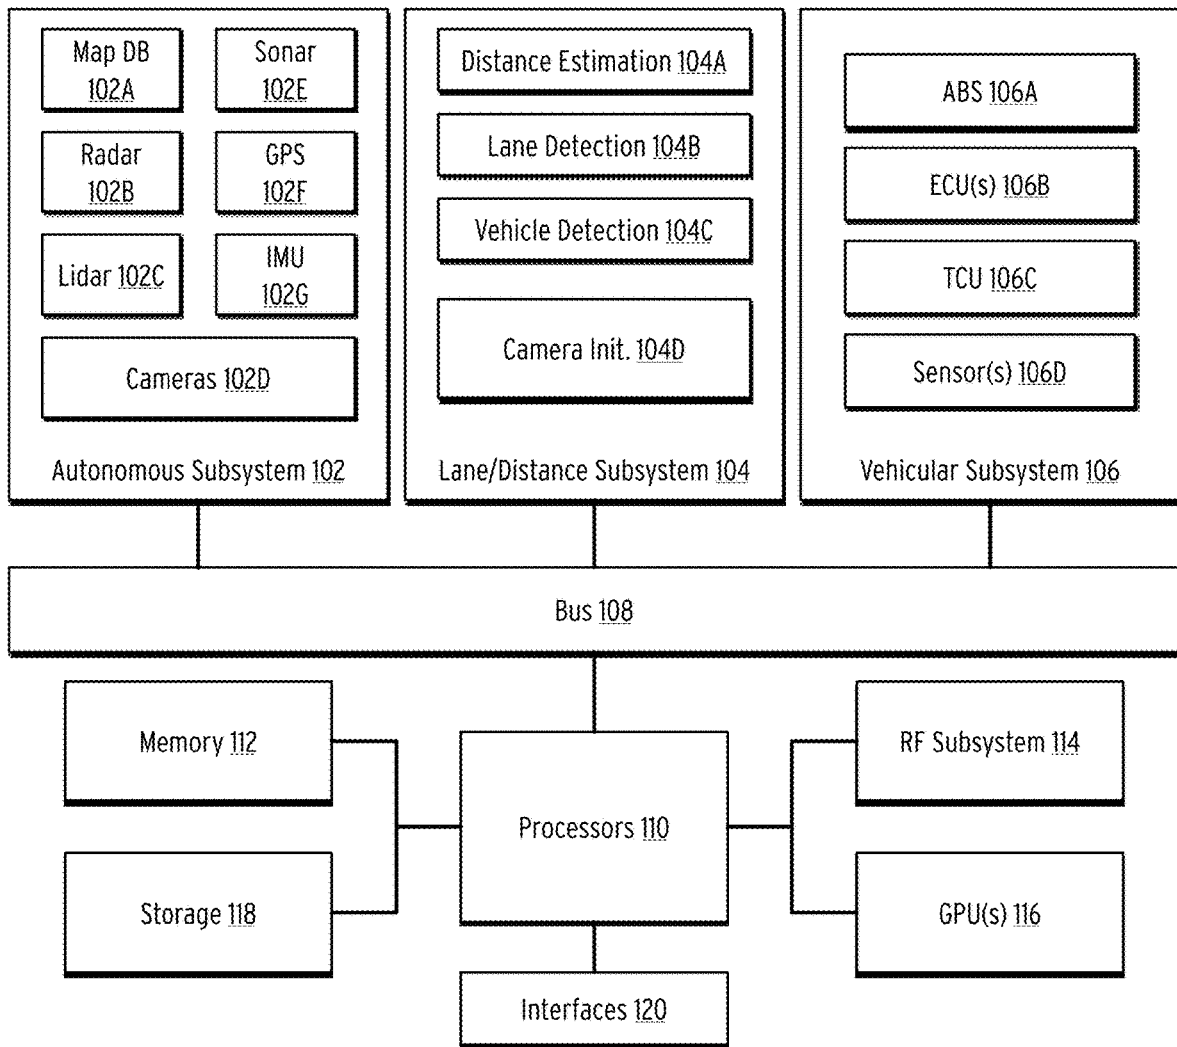 Map DB
102A
Sonar
102E
Radar
102B
GPS
102F
Lidar 102C
IMU
102G
Cameras 102D
Autonomous Subsystem 102
Distance Estimation 104A
Lane Detection 104B
Vehicle Detection 104C
Camera Init. 104D
Lane/Distance Subsystem 104
ABS 106A
ECU(s) 106B
TCU 106C
Sensor(s) 106D
Vehicular Subsystem 106
Bus 108
Memory 112
Storage 118
Processors 110
RF Subsystem 114
GPU(s) 116
Interfaces 120